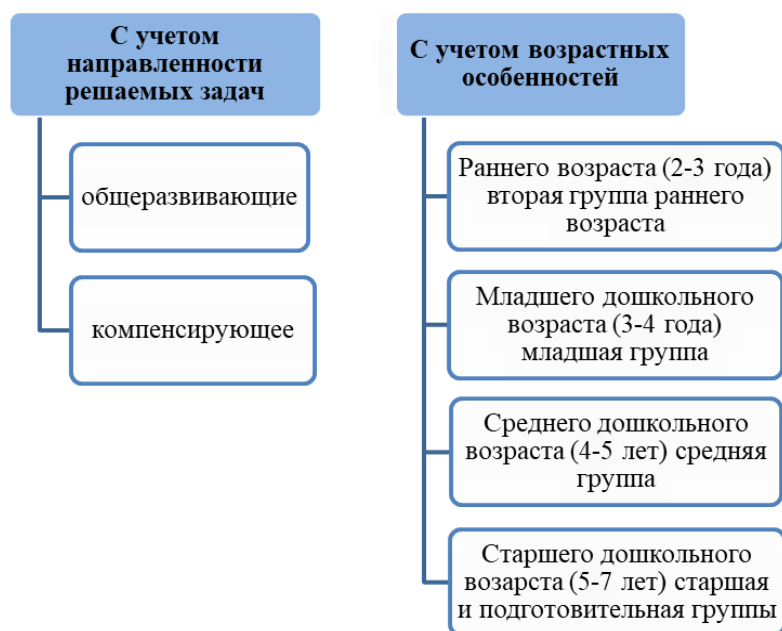 С учетом
направленности
решаемых задач
общеразвивающие
компенсирующее
С учетом возрастных
особенностей
Раннего возраста (2-3 года)
вторая группа раннего
возраста
Младшего дошкольного
возраста (3-4 года)
младшая группа
Среднего дошкольного
возраста (4-5 лет) средняя
группа
Старшего дошкольного
возарста (5-7 лет) старшая
и подготовительная группы